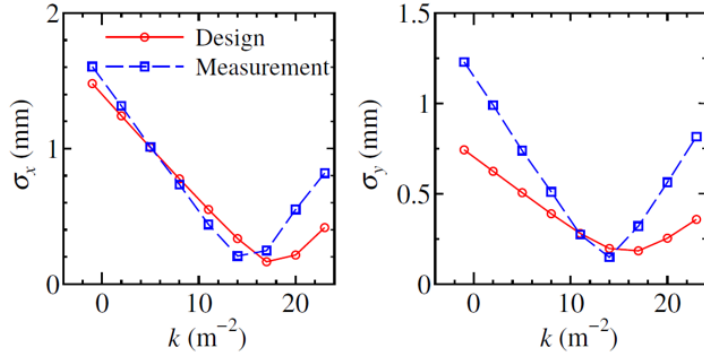 2
1
0
σx (mm)
Design
Measurement
0 10 20
k (m⁻²)
1.5
1
0.5
0
σy (mm)
0 10 20
k (m⁻²)